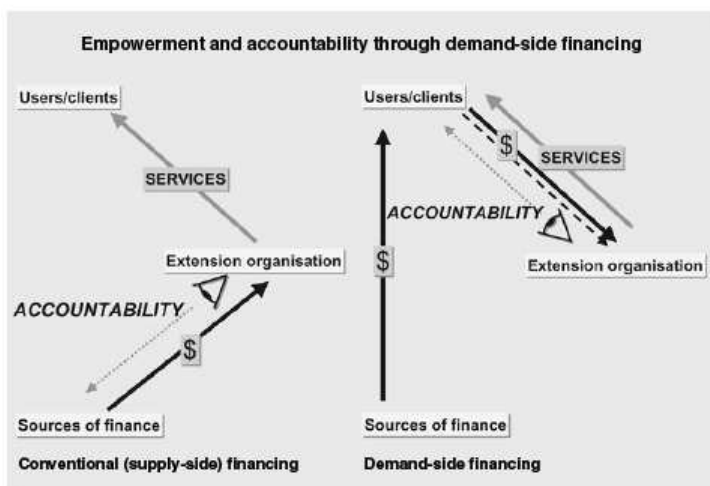 Empowerment and accountability through demand-side financing
Users/clients
SERVICES
Extension organisation
ACCOUNTABILITY
$
Sources of finance
Conventional (supply-side) financing
Users/clients
$
SERVICES
ACCOUNTABILITY
Extension organisation
$
Sources of finance
Demand-side financing